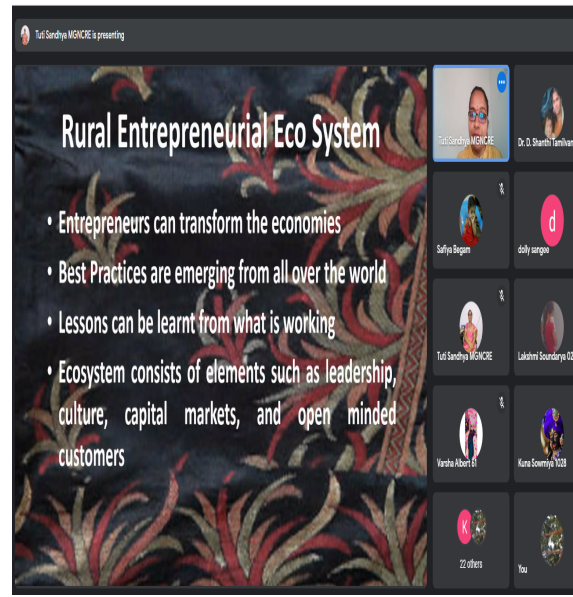 Tuti Sandhya MGNCRE is presenting
Rural Entrepreneurial Eco System
• Entrepreneurs can transform the economies
• Best Practices are emerging from all over the world
• Lessons can be learnt from what is working
• Ecosystem consists of elements such as leadership,
culture, capital markets, and open minded
customers
Tuti Sandhya MGNCRE
Dr. D. Shanthi Tamilvan
Safiya Begam
d
dolly sangee
Tuti Sandhya MGNCRE
Lakshmi Soundarya 02
Varsha Albert 61
Kuna Sowmiya 1028
K
22 others
You